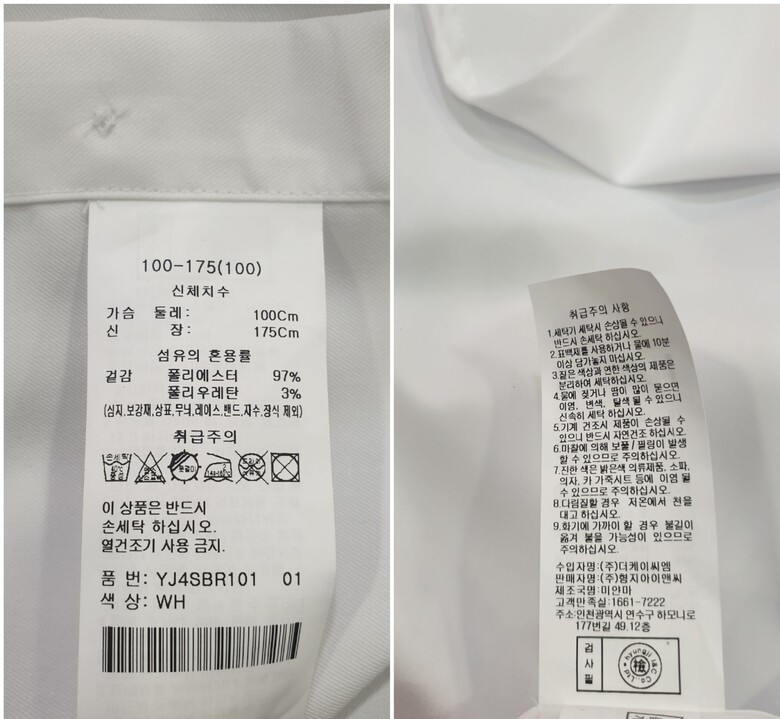 100-175(100)
신체치수
가슴 둘레: 100Cm
신 장: 175Cm
섬유의 혼용률
겉감 폴리에스터 97%
폴리우레탄 3%
(심지,보강재,상표,무늬,레이스,밴드,자수,장식 제외)
취급주의
이 상품은 반드시
손세탁 하십시오.
열건조기 사용 금지.
품 번: YJ4SBR101 01
색 상: WH
취급주의 사항
1.세탁기 세탁시 손상될 수 있으니
반드시 손세탁 하십시오.
2.표백제를 사용하거나 물에 10분
이상 담가놓지 마십시오.
3.짙은 색상과 연한 색상의 제품은
분리하여 세탁하십시오.
4.물에 젖거나 땀이 많이 묻으면
이염, 변색, 탈색 될 수 있으니
신속히 세탁 하십시오.
5.기계 건조시 제품이 손상될 수
있으니 반드시 자연건조 하십시오.
6.마찰에 의해 보풀/필링이 발생
할 수 있으므로 주의하십시오.
7.진한 색은 밝은색 의류제품, 소파,
의자, 카 가죽시트 등에 이염 될
수 있으므로 주의하십시오.
8.다림질할 경우 저온에서 천을
대고 하십시오.
9.화기에 가까이 할 경우 불길이
옮겨 붙을 가능성이 있으므로
주의하십시오.
수입자명:(주)더케이씨엠
판매자명:(주)형지아이앤씨
제조국명:미얀마
고객만족실:1661-7222
주소:인천광역시 연수구 하모니로
177번길 49.12층
검사필
hyungji I&C Co.,Ltd.
檢